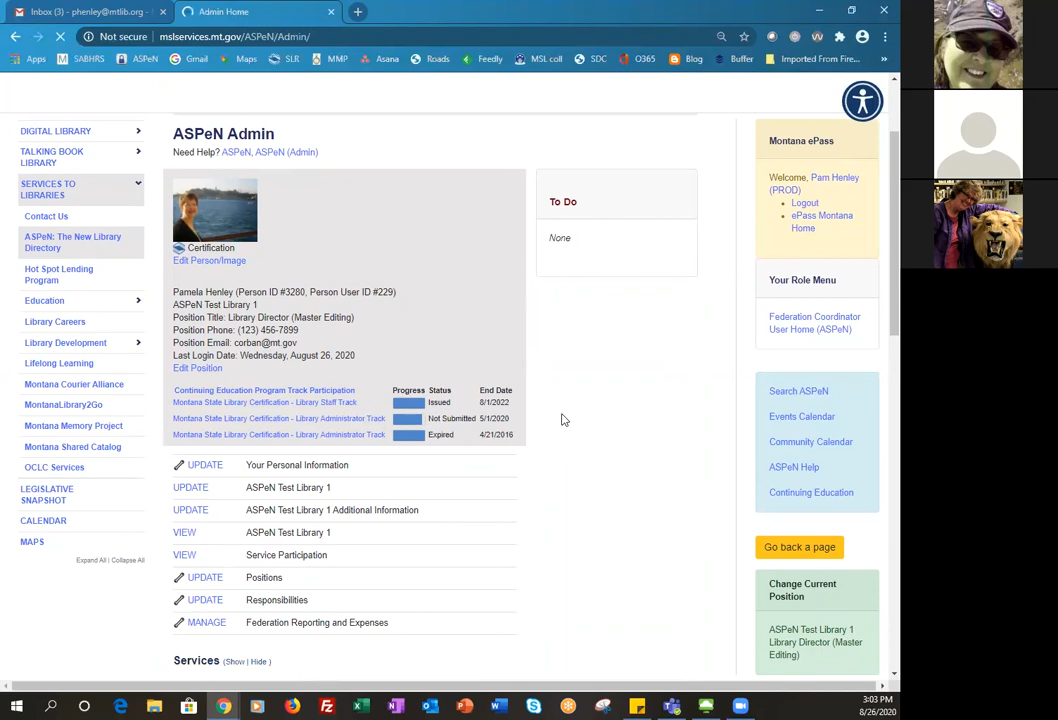 Inbox (3) - phenley@mtlib.org -
Admin Home
Not secure | mslservices.mt.gov/ASPeN/Admin/
Apps SABHRS ASPeN Gmail Maps SLR MMP Asana Roads Feedly MSL coll SDC O365 Blog Buffer Imported From Fire... »
DIGITAL LIBRARY
TALKING BOOK
LIBRARY
SERVICES TO
LIBRARIES
Contact Us
ASPeN: The New Library
Directory
Hot Spot Lending
Program
Education
Library Careers
Library Development
Lifelong Learning
Montana Courier Alliance
MontanaLibrary2Go
Montana Memory Project
Montana Shared Catalog
OCLC Services
LEGISLATIVE
SNAPSHOT
CALENDAR
MAPS
Expand All | Collapse All
ASPeN Admin
Need Help? ASPeN, ASPeN (Admin)
Certification
Edit Person/Image
Pamela Henley (Person ID #3280, Person User ID #229)
ASPeN Test Library 1
Position Title: Library Director (Master Editing)
Position Phone: (123) 456-7899
Position Email: corban@mt.gov
Last Login Date: Wednesday, August 26, 2020
Edit Position
Continuing Education Program Track Participation Progress Status End Date
Montana State Library Certification - Library Staff Track Issued 8/1/2022
Montana State Library Certification - Library Administrator Track Not Submitted 5/1/2020
Montana State Library Certification - Library Administrator Track Expired 4/21/2016
UPDATE Your Personal Information
UPDATE ASPeN Test Library 1
UPDATE ASPeN Test Library 1 Additional Information
VIEW ASPeN Test Library 1
VIEW Service Participation
UPDATE Positions
UPDATE Responsibilities
MANAGE Federation Reporting and Expenses
Services (Show | Hide )
To Do
None
Montana ePass
Welcome, Pam Henley
(PROD)
Logout
ePass Montana
Home
Your Role Menu
Federation Coordinator
User Home (ASPeN)
Search ASPeN
Events Calendar
Community Calendar
ASPeN Help
Continuing Education
Go back a page
Change Current
Position
ASPeN Test Library 1
Library Director (Master
Editing)
3:03 PM
8/26/2020